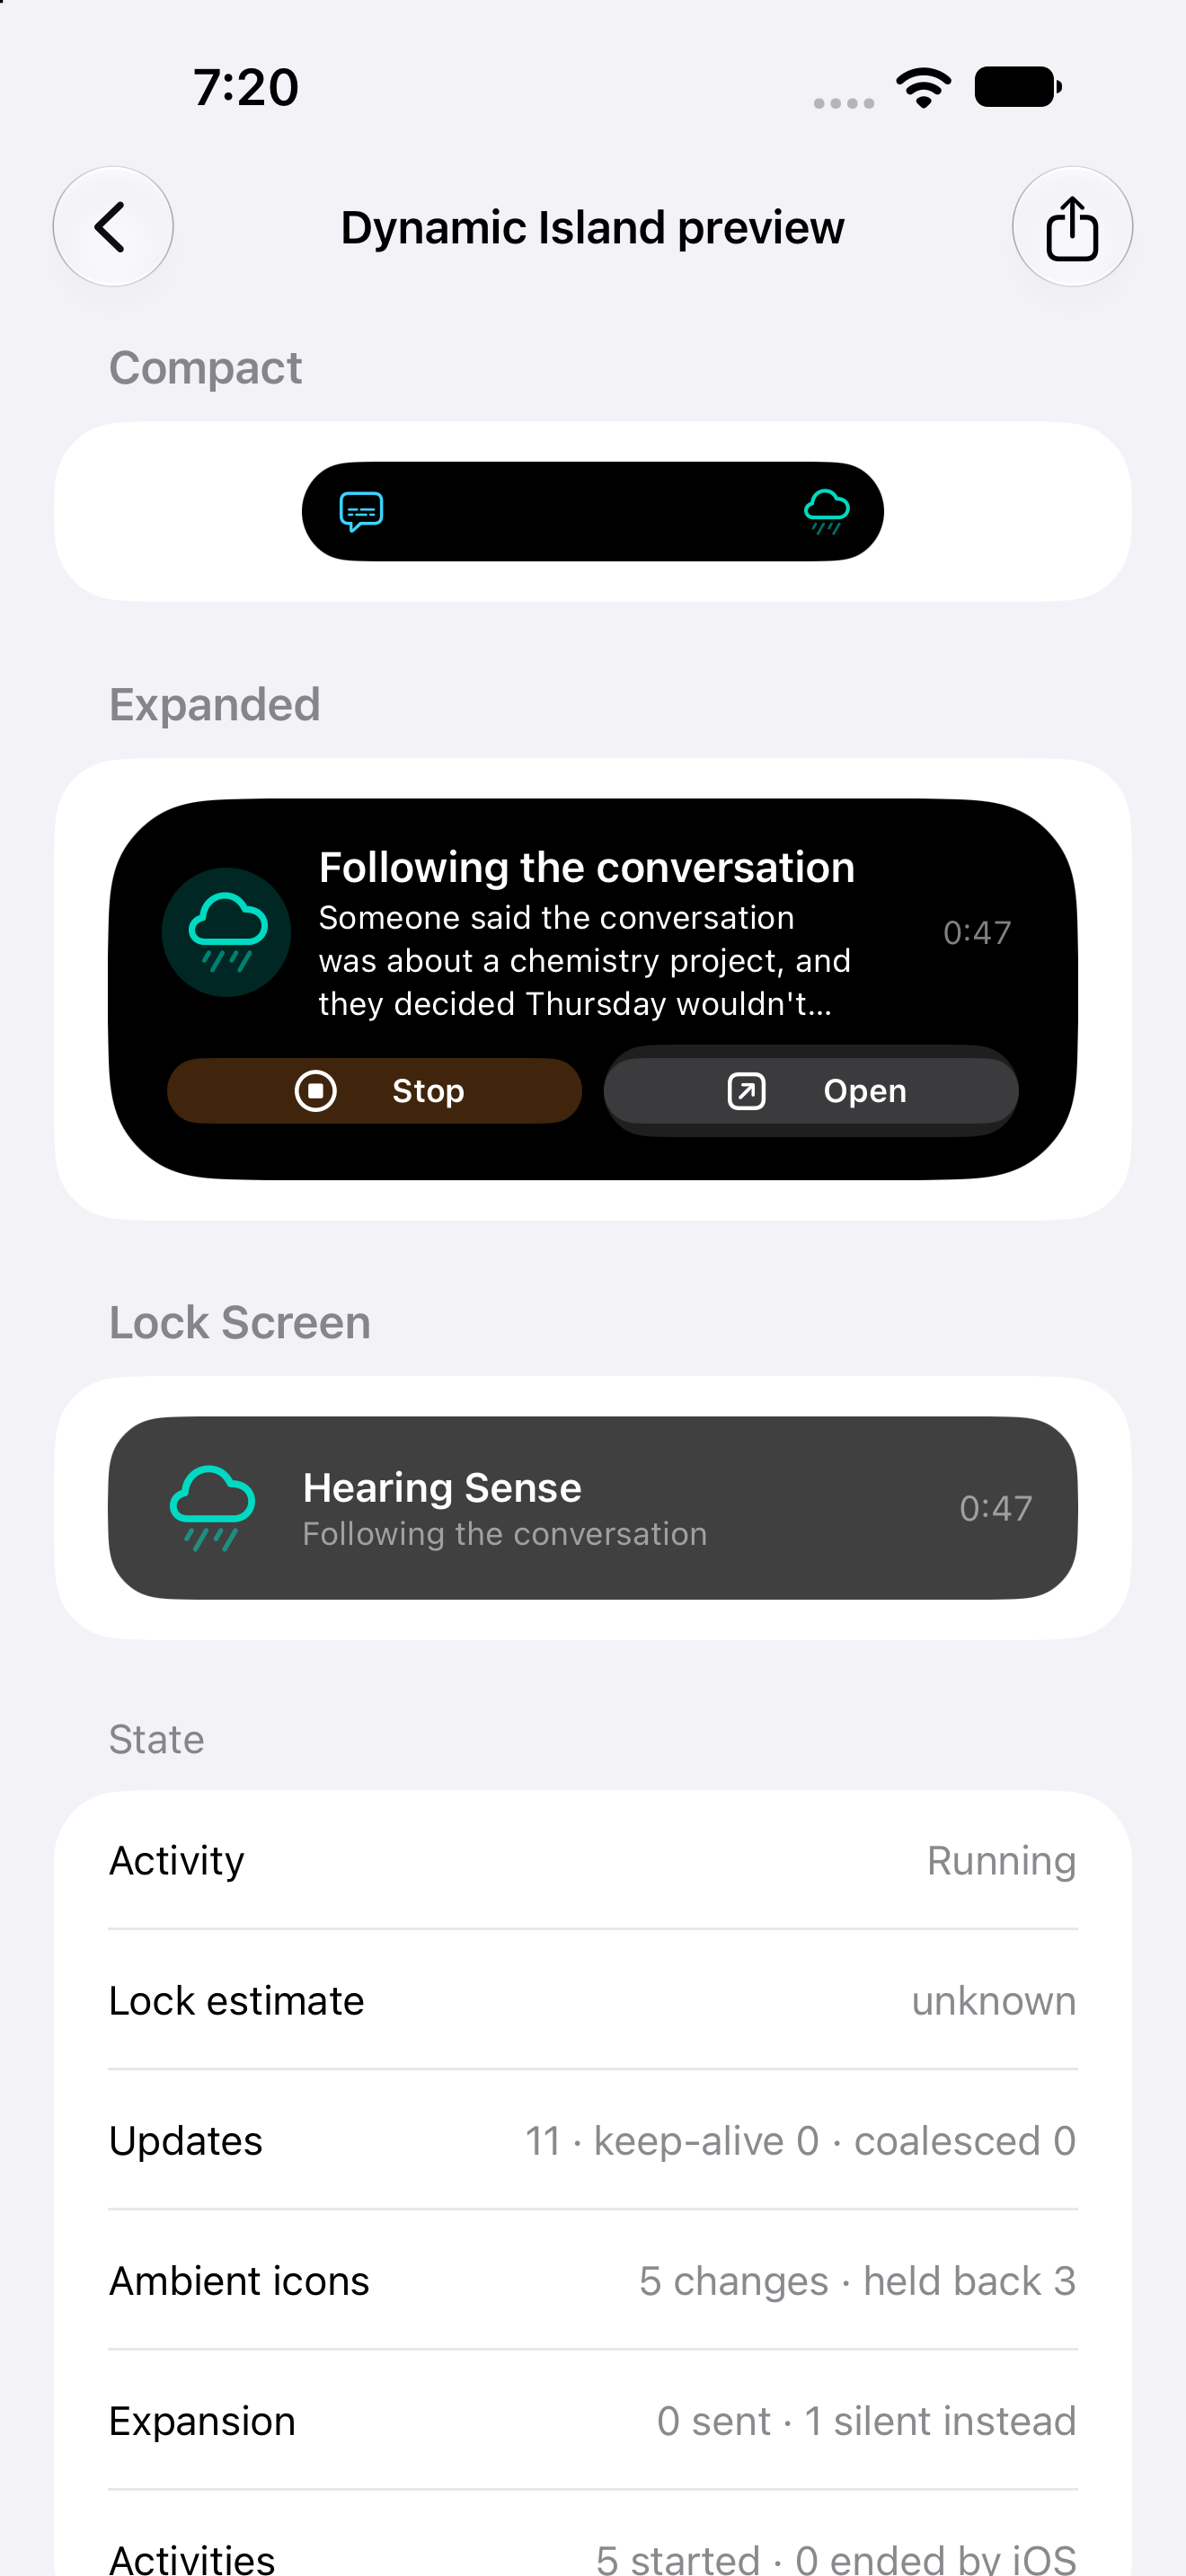 7:20
Dynamic Island preview
Compact
Expanded
Following the conversation
Someone said the conversation
was about a chemistry project, and
they decided Thursday wouldn't...
0:47
Stop
Open
Lock Screen
Hearing Sense
Following the conversation
0:47
State
Activity Running
Lock estimate unknown
Updates 11 · keep-alive 0 · coalesced 0
Ambient icons 5 changes · held back 3
Expansion 0 sent · 1 silent instead
Activities 5 started · 0 ended by iOS